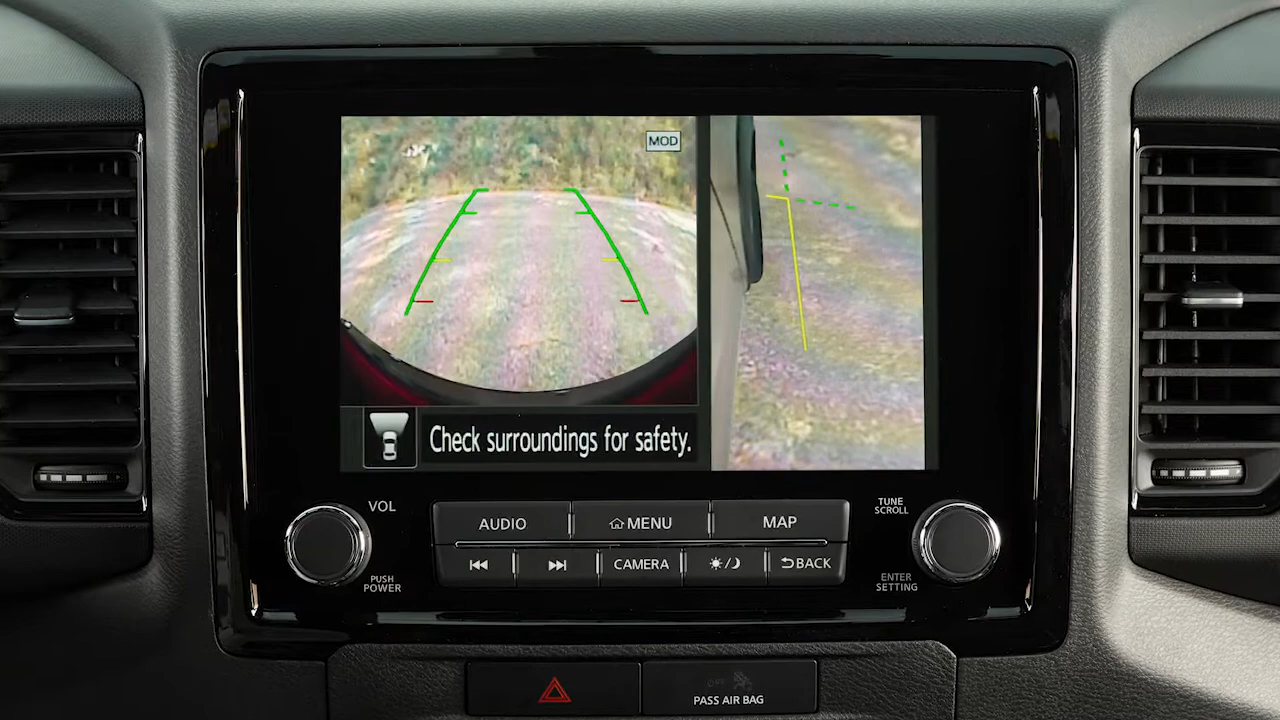 MOD
Check surroundings for safety.
VOL
TUNE
SCROLL
AUDIO
MENU
MAP
CAMERA
BACK
PUSH
POWER
ENTER
SETTING
OFF
PASS AIR BAG